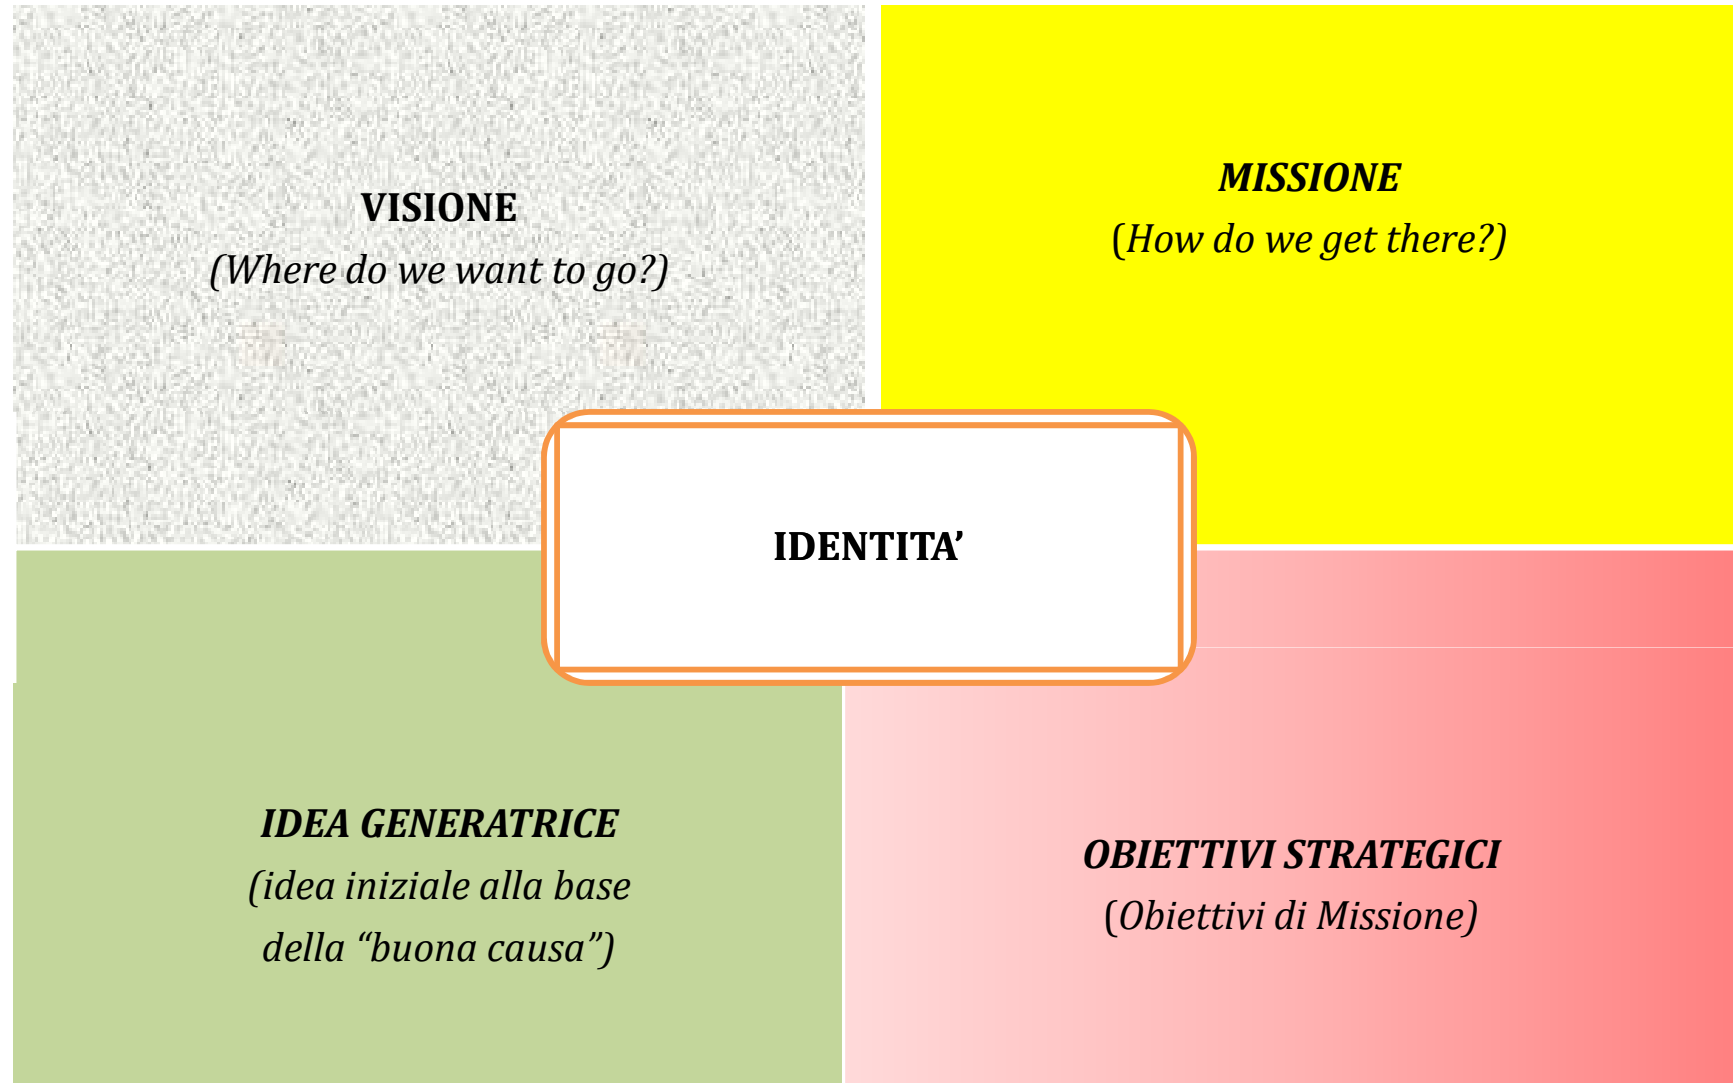 VISIONE
(Where do we want to go?)
MISSIONE
(How do we get there?)
IDENTITA’
IDEA GENERATRICE
(idea iniziale alla base
della “buona causa”)
OBIETTIVI STRATEGICI
(Obiettivi di Missione)